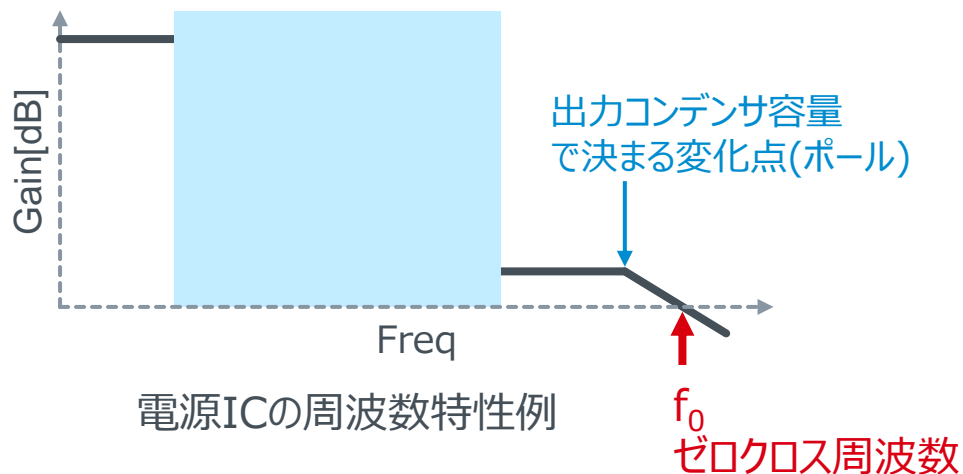 Gain[dB]
出力コンデンサ容量
で決まる変化点(ポール)
Freq
電源ICの周波数特性例
f₀
ゼロクロス周波数